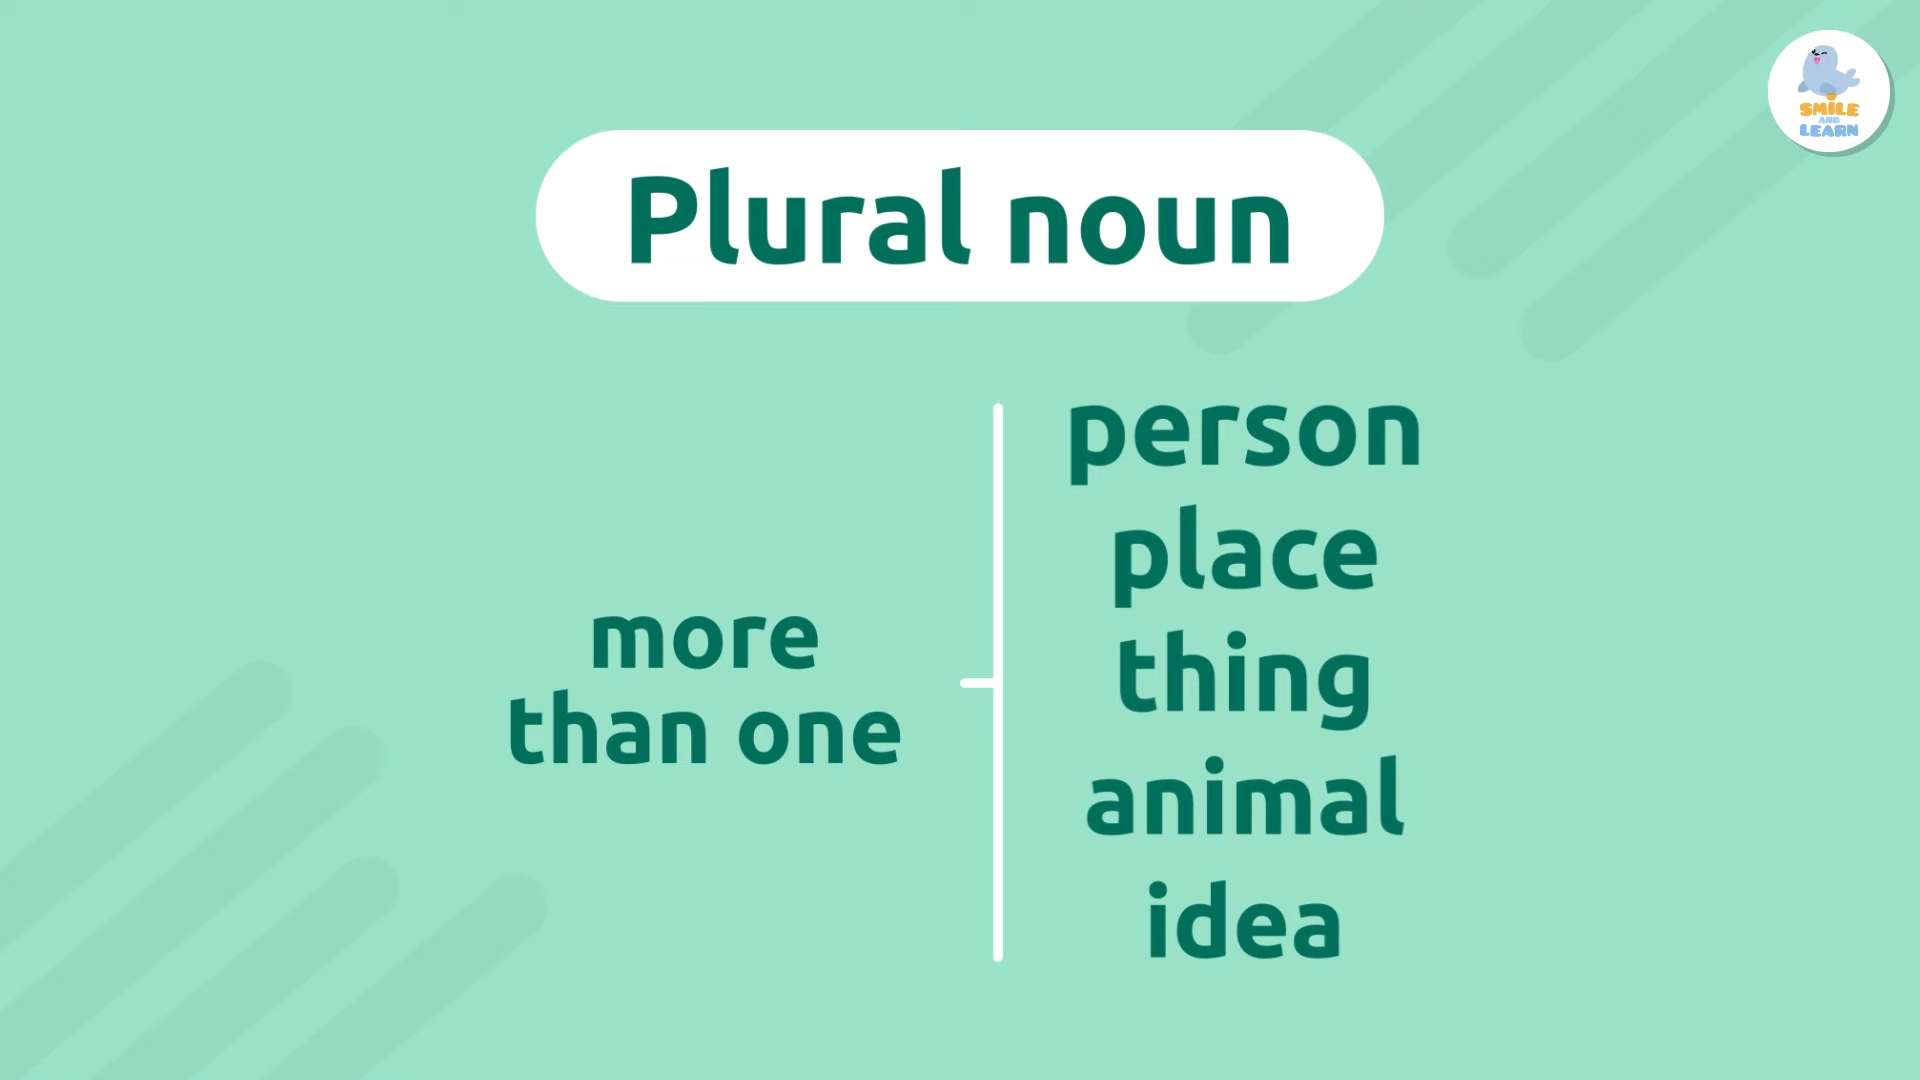 SMILE
AND
LEARN
Plural noun
more
than one
person
place
thing
animal
idea